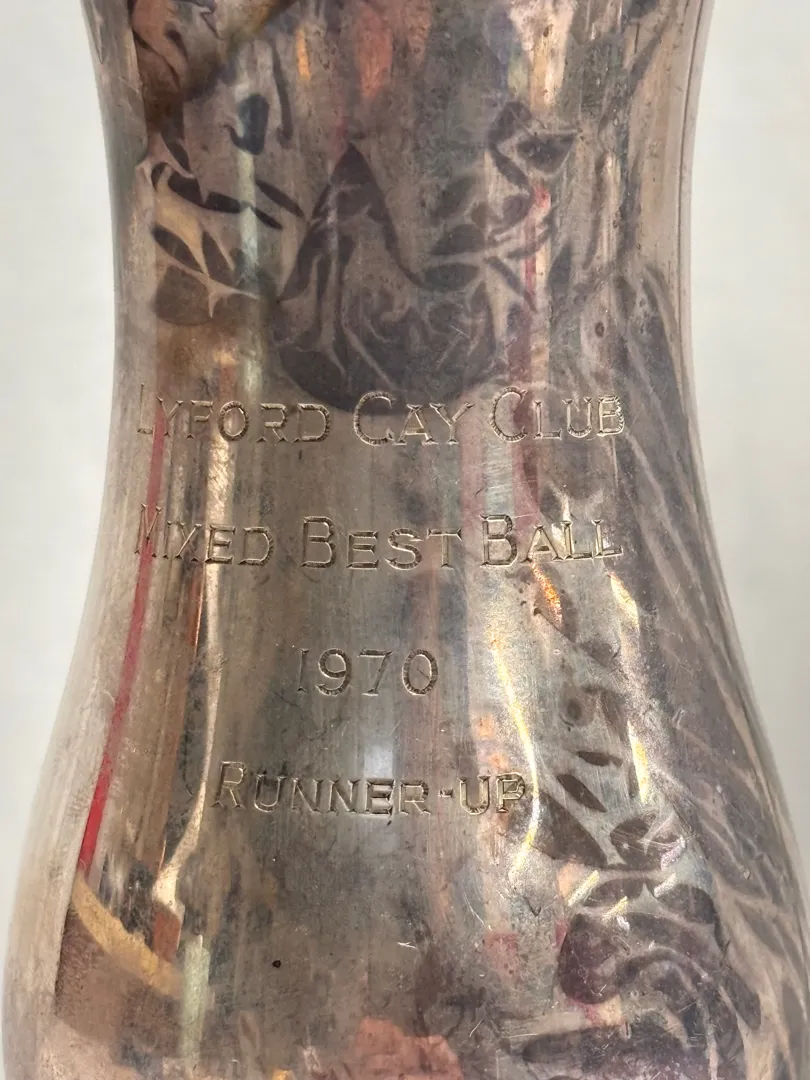 LYFORD CAY CLUB
MIXED BEST BALL
1970
RUNNER-UP